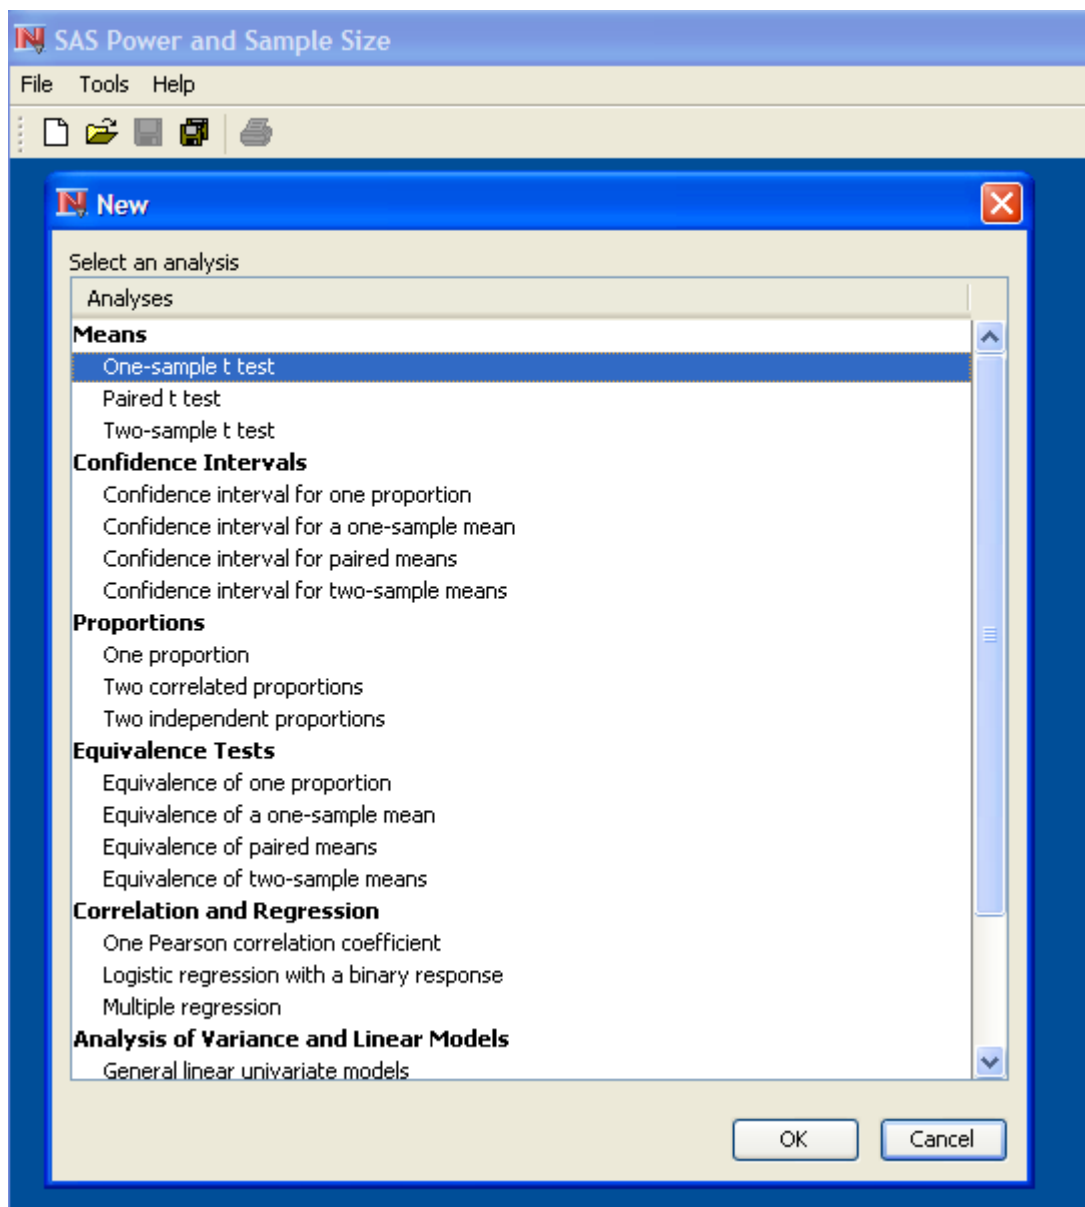 SAS Power and Sample Size
File Tools Help
New
Select an analysis
Analyses
Means
One-sample t test
Paired t test
Two-sample t test
Confidence Intervals
Confidence interval for one proportion
Confidence interval for a one-sample mean
Confidence interval for paired means
Confidence interval for two-sample means
Proportions
One proportion
Two correlated proportions
Two independent proportions
Equivalence Tests
Equivalence of one proportion
Equivalence of a one-sample mean
Equivalence of paired means
Equivalence of two-sample means
Correlation and Regression
One Pearson correlation coefficient
Logistic regression with a binary response
Multiple regression
Analysis of Variance and Linear Models
General linear univariate models
OK Cancel